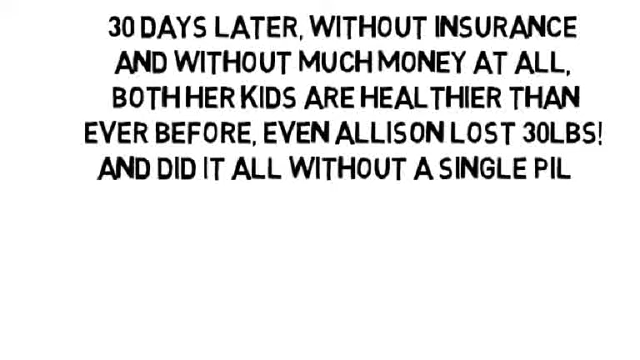 30 DAYS LATER, WITHOUT INSURANCE
AND WITHOUT MUCH MONEY AT ALL,
BOTH HER KIDS ARE HEALTHIER THAN
EVER BEFORE, EVEN ALLISON LOST 30LBS!
AND DID IT ALL WITHOUT A SINGLE PIL